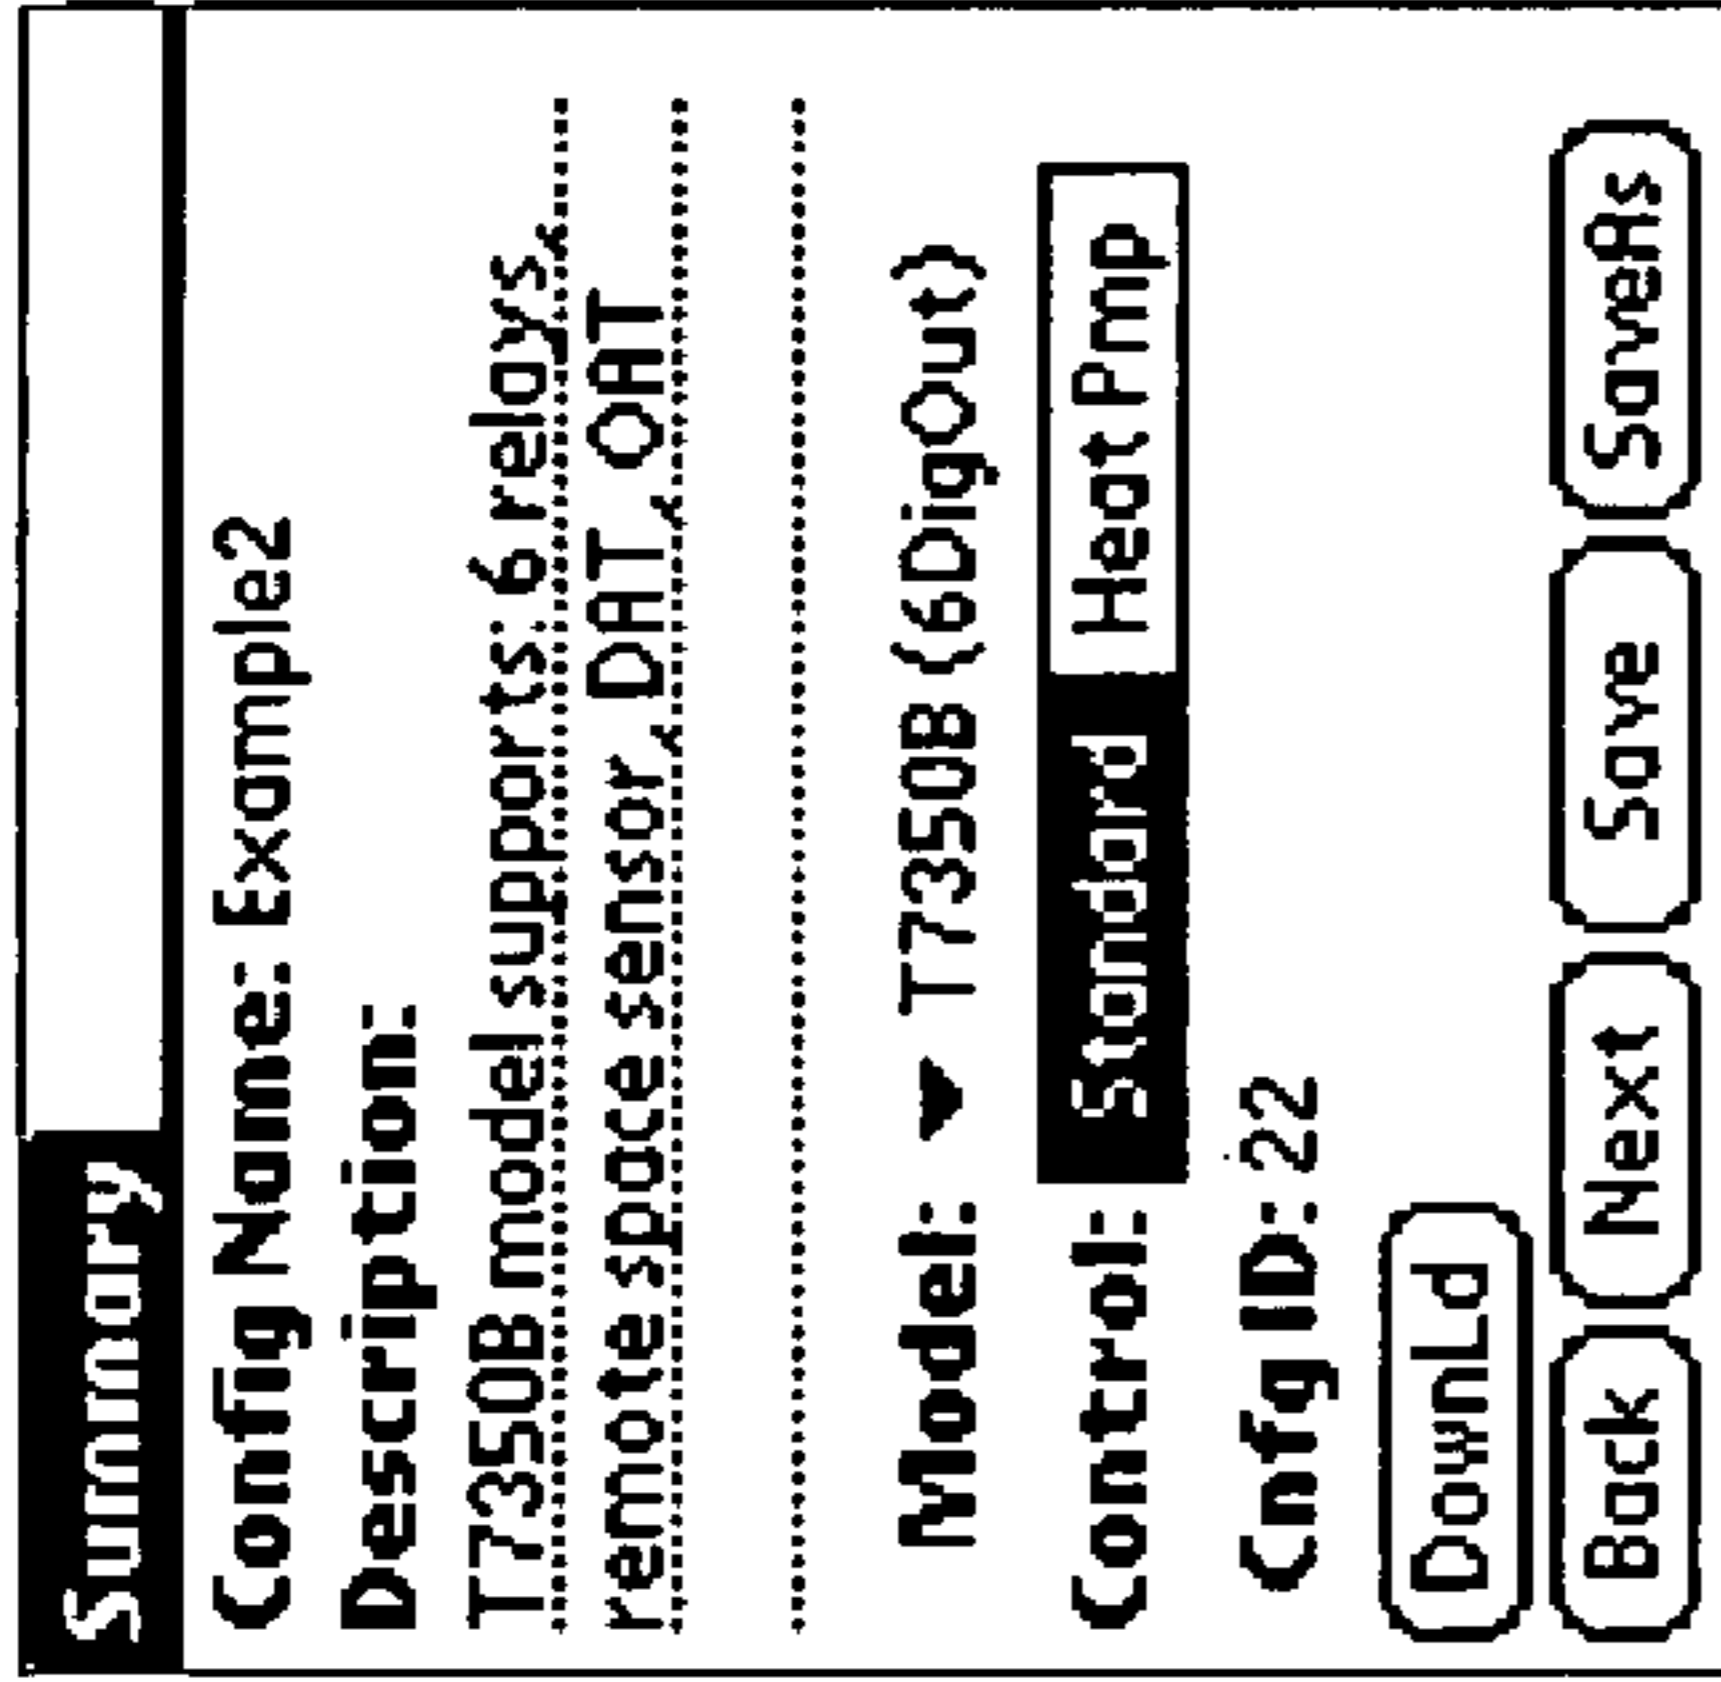 Summary
Config Name: Example2
Description:
T7350B model supports: 6 relays,
remote space sensor, DAT, OAT
Model: T7350B (6DigOut)
Control: Standard Heat Pmp
Cnfg ID: 22
DownLd
Back Next Save SaveAs